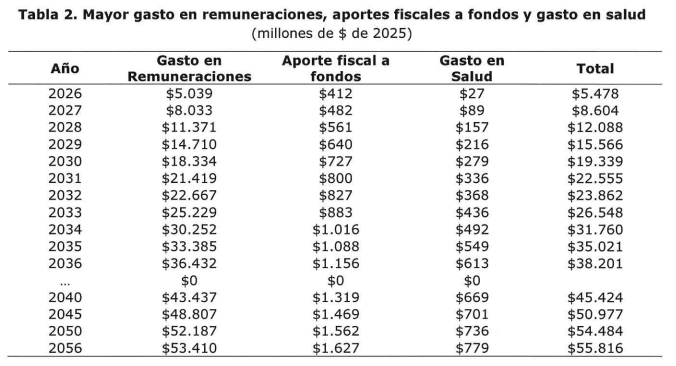 Tabla 2. Mayor gasto en remuneraciones, aportes fiscales a fondos y gasto en salud
(millones de $ de 2025)
Año Gasto en Remuneraciones Aporte fiscal a fondos Gasto en Salud Total
2026 $5.039 $412 $27 $5.478
2027 $8.033 $482 $89 $8.604
2028 $11.371 $561 $157 $12.088
2029 $14.710 $640 $216 $15.566
2030 $18.334 $727 $279 $19.339
2031 $21.419 $800 $336 $22.555
2032 $22.667 $827 $368 $23.862
2033 $25.229 $883 $436 $26.548
2034 $30.252 $1.016 $492 $31.760
2035 $33.385 $1.088 $549 $35.021
2036 $36.432 $1.156 $613 $38.201
... $0 $0 $0
2040 $43.437 $1.319 $669 $45.424
2045 $48.807 $1.469 $701 $50.977
2050 $52.187 $1.562 $736 $54.484
2056 $53.410 $1.627 $779 $55.816